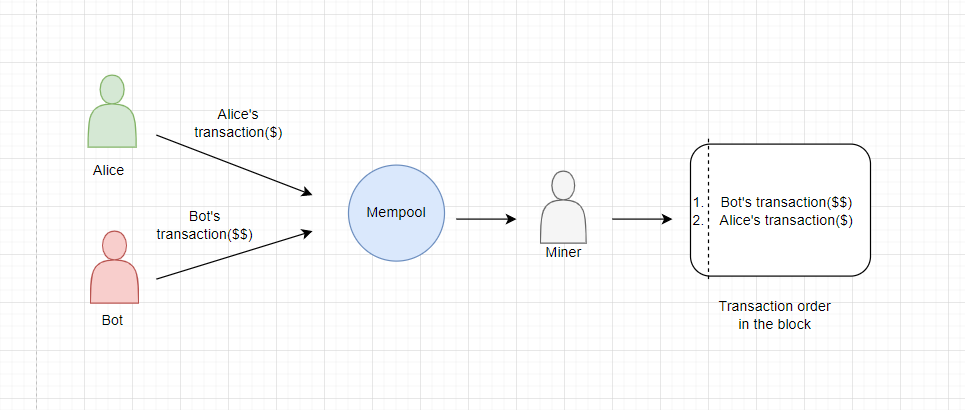 Alice's
transaction($)
Alice
Bot's
transaction($$)
Bot
Mempool
Miner
1. Bot's transaction($$)
2. Alice's transaction($)
Transaction order
in the block